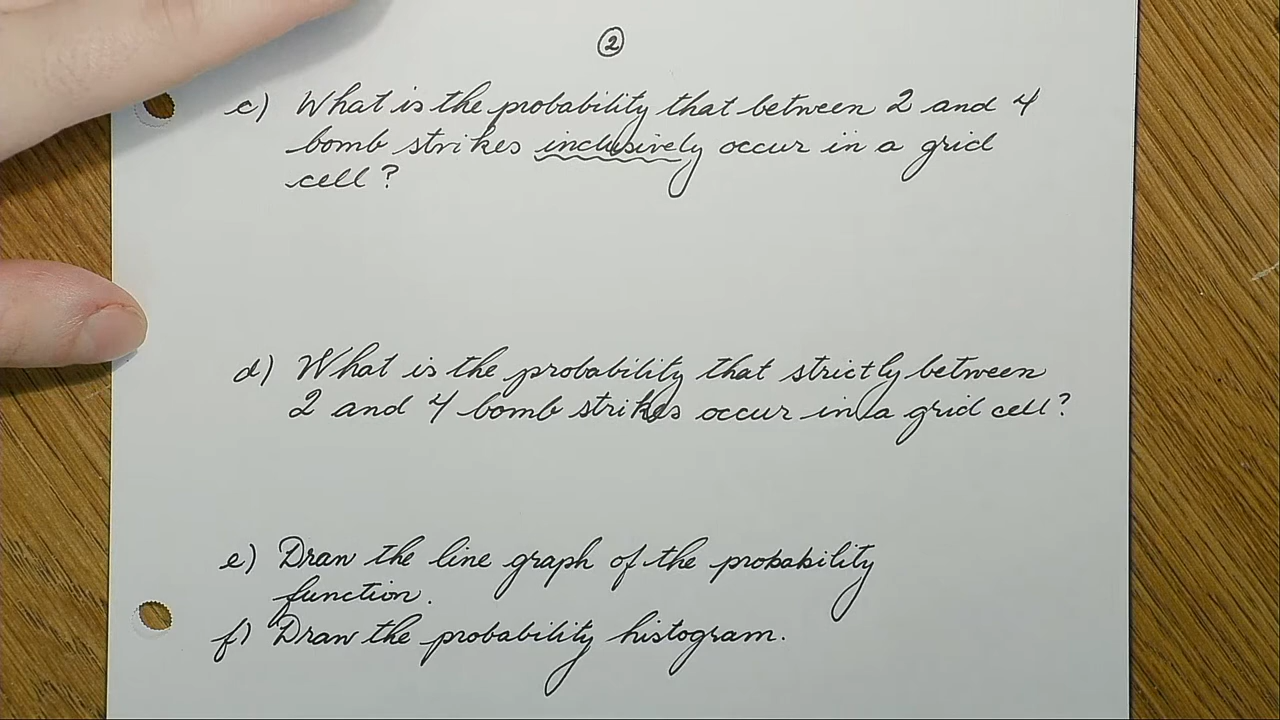 ②
c) What is the probability that between 2 and 4
bomb strikes inclusively occur in a grid
cell?
d) What is the probability that strictly between
2 and 4 bomb strikes occur in a grid cell?
e) Draw the line graph of the probability
function.
f) Draw the probability histogram.